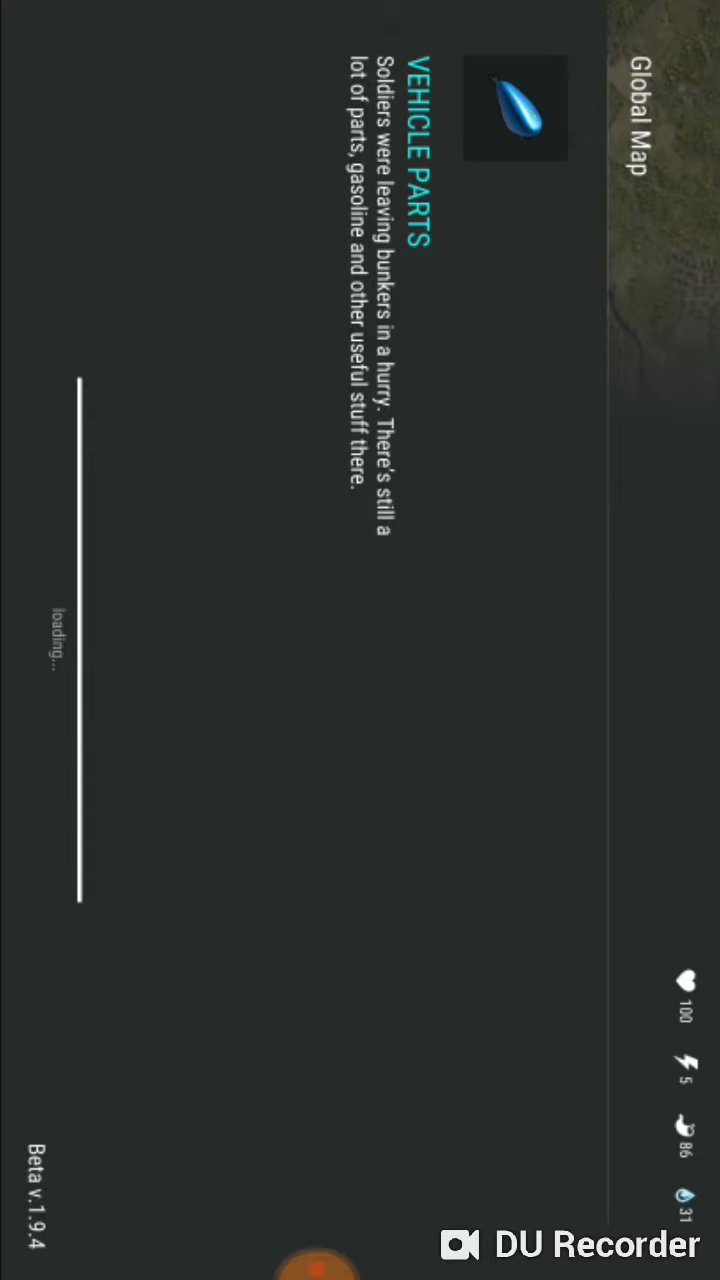 Global Map
100 5 86 31
VEHICLE PARTS
Soldiers were leaving bunkers in a hurry. There's still a
lot of parts, gasoline and other useful stuff there.
loading...
Beta v.1.9.4
DU Recorder